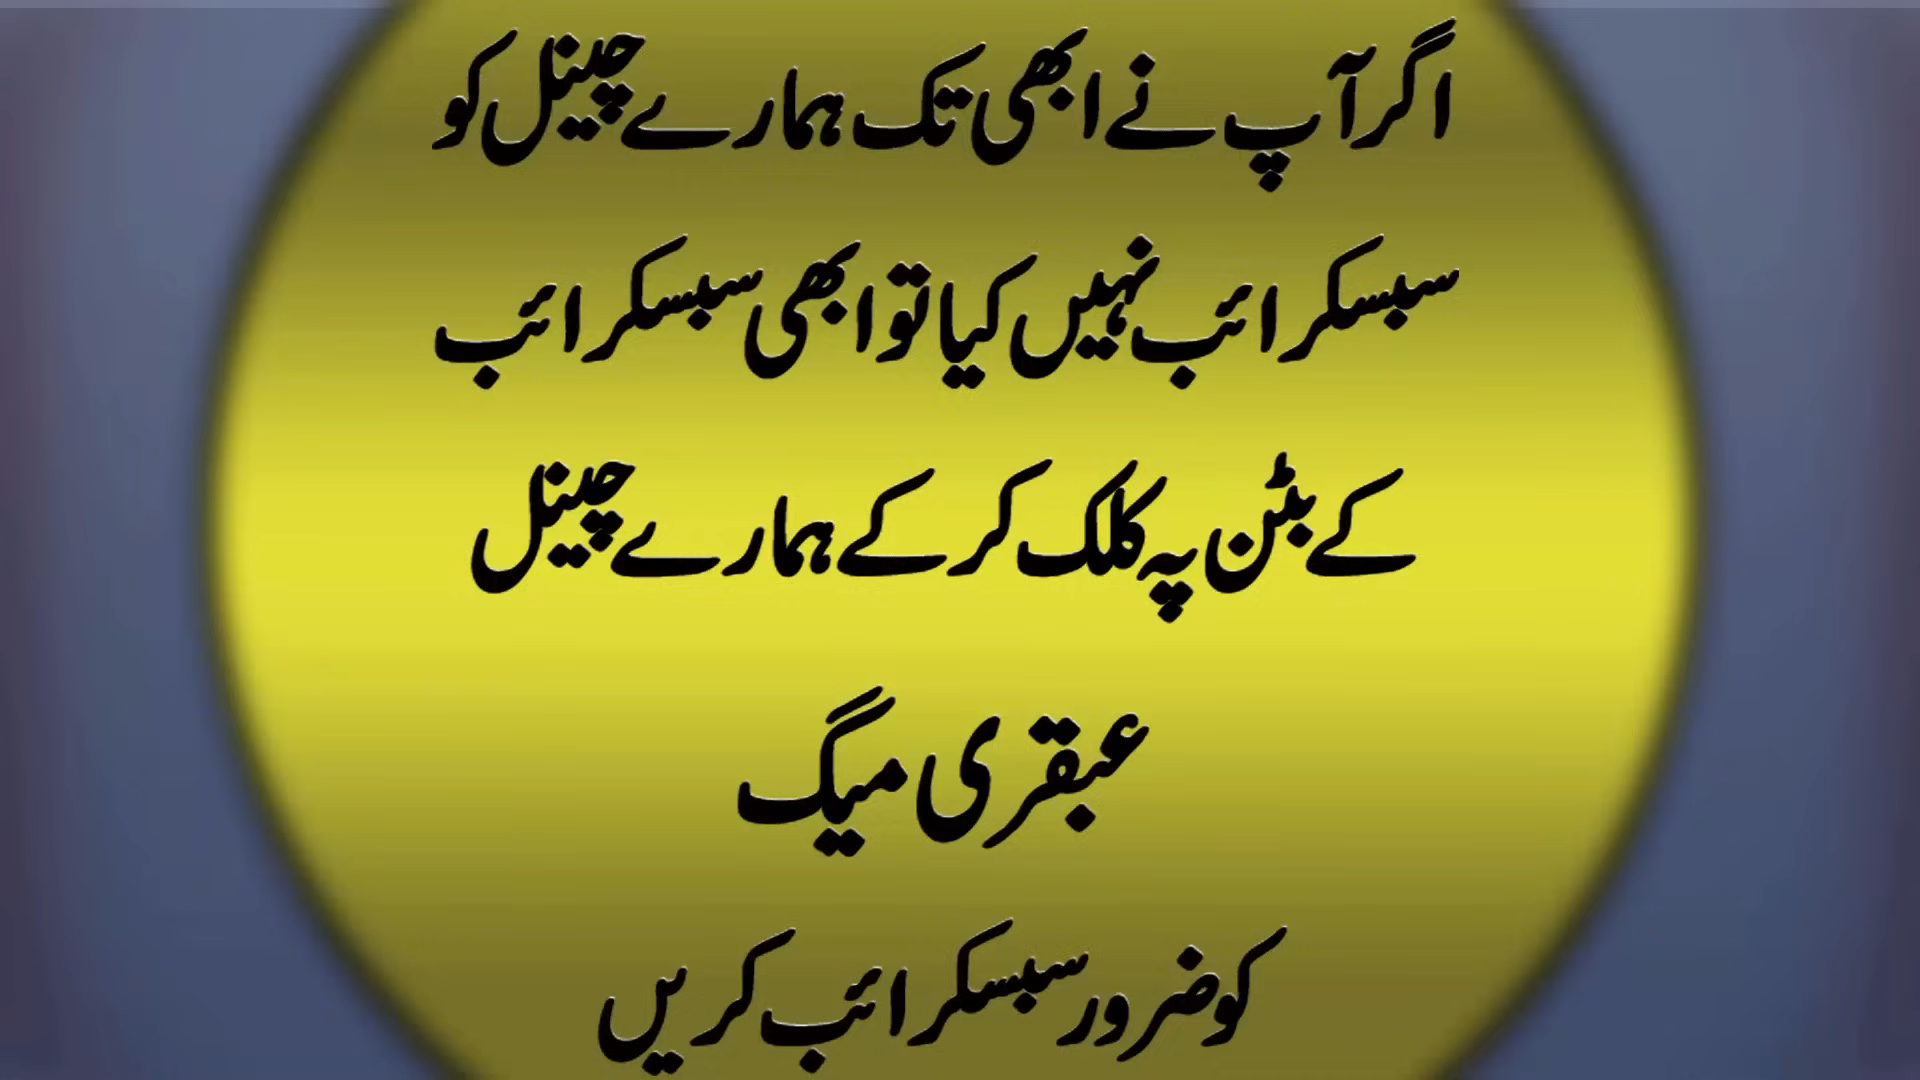 اگر آپ نے ابھی تک ہمارے چینل کو
سبسکرائب نہیں کیا تو ابھی سبسکرائب
کے بٹن پہ کلک کر کے ہمارے چینل
عبقری میگ
کو ضرور سبسکرائب کریں